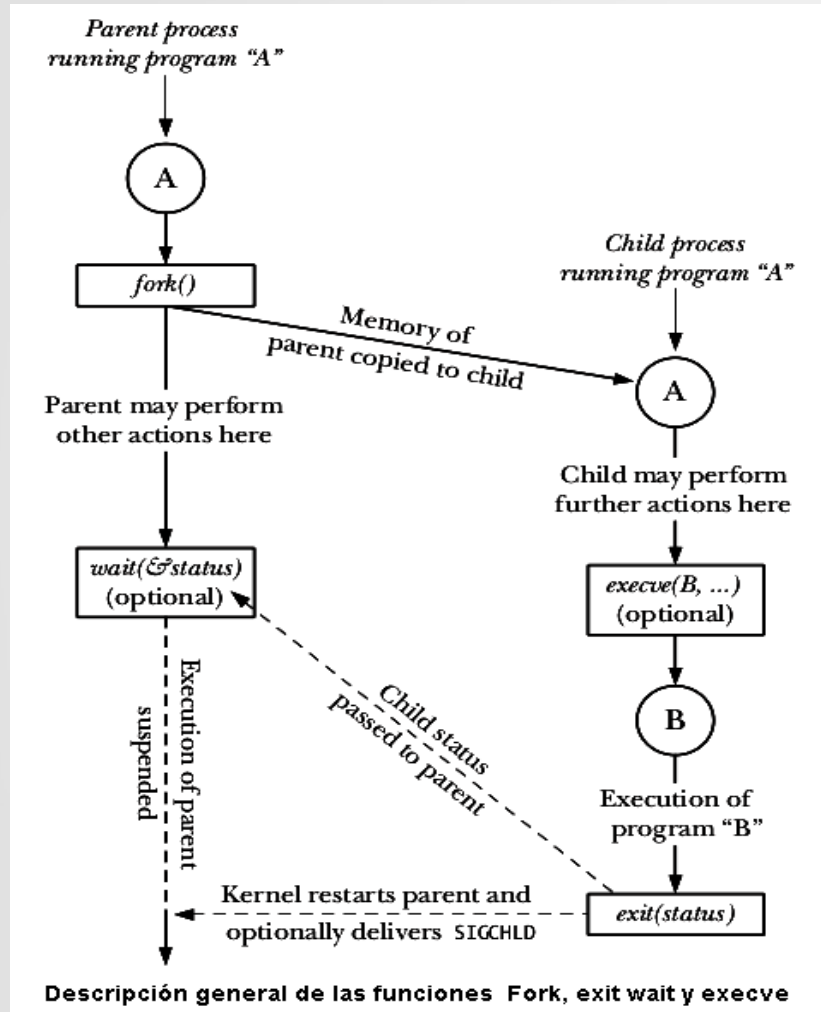 Parent process
running program “A”
A
fork()
Child process
running program “A”
Memory of
parent copied to child
A
Parent may perform
other actions here
Child may perform
further actions here
wait(&status)
(optional)
execve(B, ...)
(optional)
B
Child status
passed to parent
Execution of parent
suspended
Execution of
program “B”
Kernel restarts parent and
optionally delivers SIGCHLD
exit(status)
Descripción general de las funciones Fork, exit wait y execve